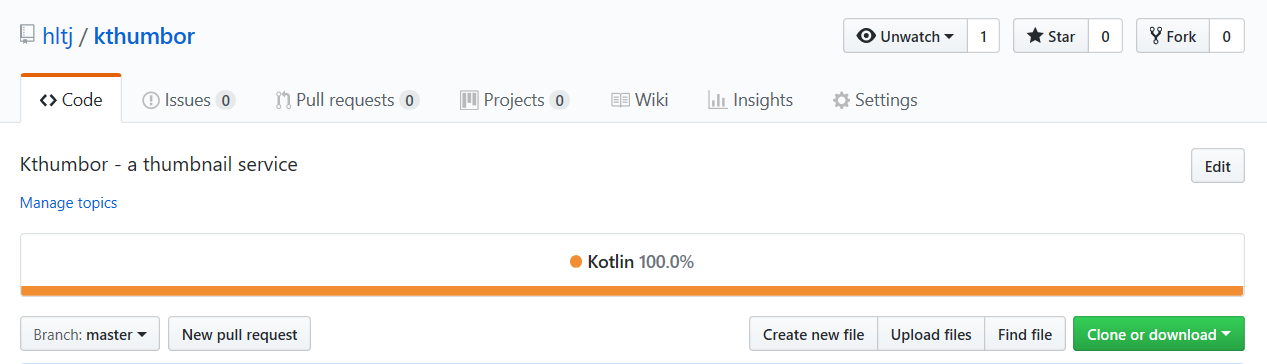 hltj / kthumbor Unwatch 1 Star 0 Fork 0
Code Issues 0 Pull requests 0 Projects 0 Wiki Insights Settings
Kthumbor - a thumbnail service Edit
Manage topics
Kotlin 100.0%
Branch: master New pull request Create new file Upload files Find file Clone or download